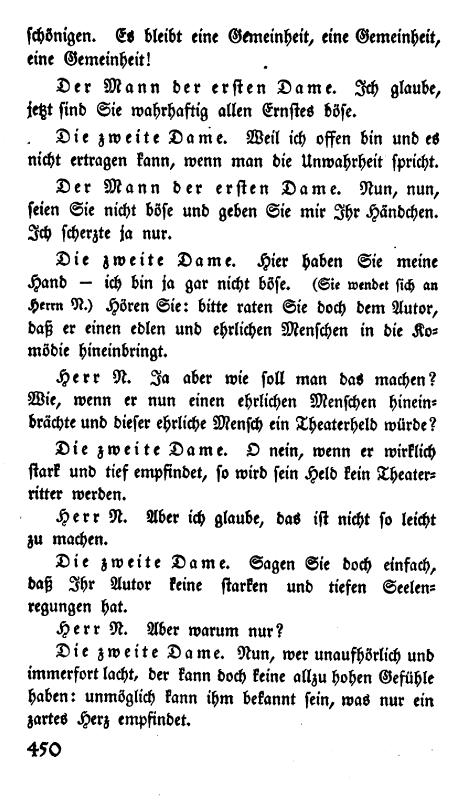 schönigen. Es bleibt eine Gemeinheit, eine Gemeinheit,
eine Gemeinheit!
Der Mann der ersten Dame. Ich glaube,
jetzt sind Sie wahrhaftig allen Ernstes böse.
Die zweite Dame. Weil ich offen bin und es
nicht ertragen kann, wenn man die Unwahrheit spricht.
Der Mann der ersten Dame. Nun, nun,
seien Sie nicht böse und geben Sie mir Ihr Händchen.
Ich scherzte ja nur.
Die zweite Dame. Hier haben Sie meine
Hand — ich bin ja gar nicht böse. (Sie wendet sich an
Herrn N.) Hören Sie: bitte raten Sie doch dem Autor,
daß er einen edlen und ehrlichen Menschen in die Ko-
mödie hineinbringt.
Herr N. Ja aber wie soll man das machen?
Wie, wenn er nun einen ehrlichen Menschen hinein-
brächte und dieser ehrliche Mensch ein Theaterheld würde?
Die zweite Dame. O nein, wenn er wirklich
stark und tief empfindet, so wird sein Held kein Theater-
ritter werden.
Herr N. Aber ich glaube, das ist nicht so leicht
zu machen.
Die zweite Dame. Sagen Sie doch einfach,
daß Ihr Autor keine starken und tiefen Seelen-
regungen hat.
Herr N. Aber warum nur?
Die zweite Dame. Nun, wer unaufhörlich und
immerfort lacht, der kann doch keine allzu hohen Gefühle
haben: unmöglich kann ihm bekannt sein, was nur ein
zartes Herz empfindet.
450